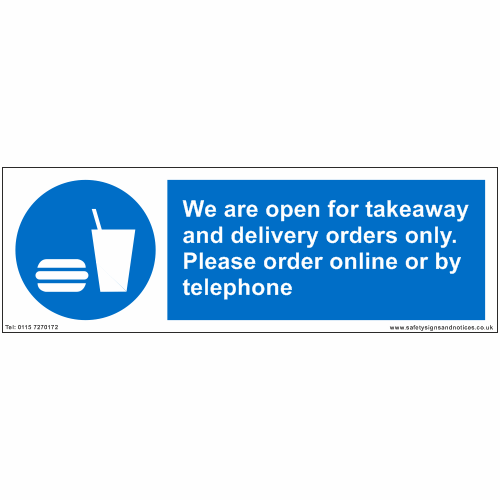 We are open for takeaway
and delivery orders only.
Please order online or by
telephone
Tel: 0115 7270172
www.safetysignsandnotices.co.uk